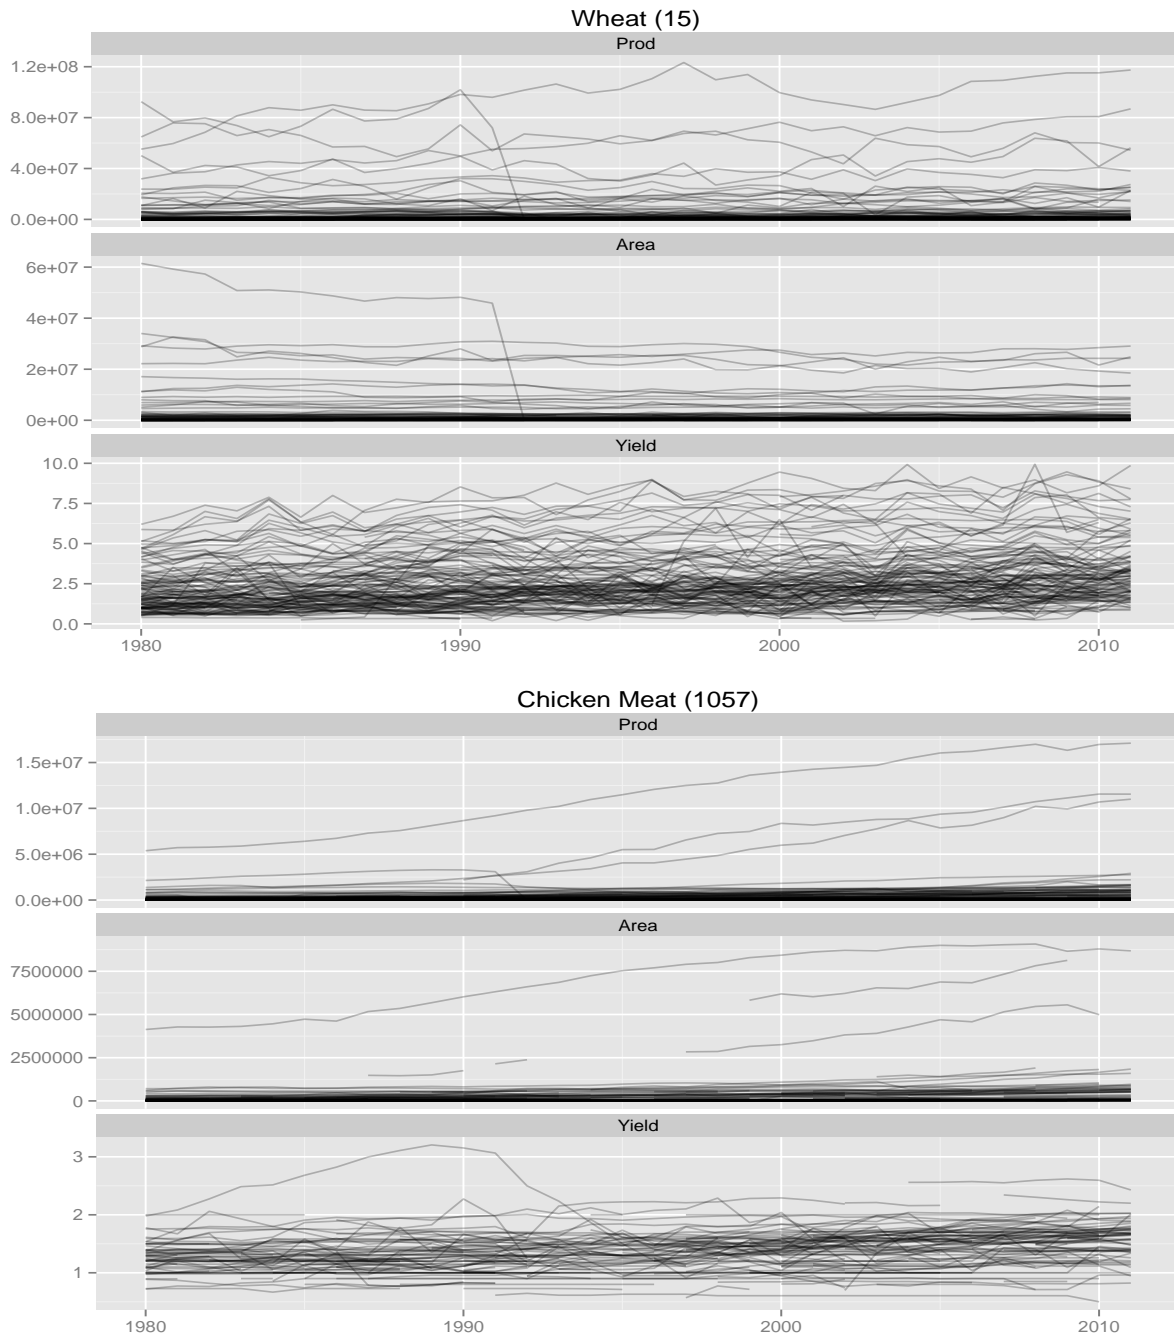 Wheat (15)
Prod
1.2e+08
8.0e+07
4.0e+07
0.0e+00
Area
6e+07
4e+07
2e+07
0e+00
Yield
10.0
7.5
5.0
2.5
0.0
1980 1990 2000 2010
Chicken Meat (1057)
Prod
1.5e+07
1.0e+07
5.0e+06
0.0e+00
Area
7500000
5000000
2500000
0
Yield
3
2
1
1980 1990 2000 2010